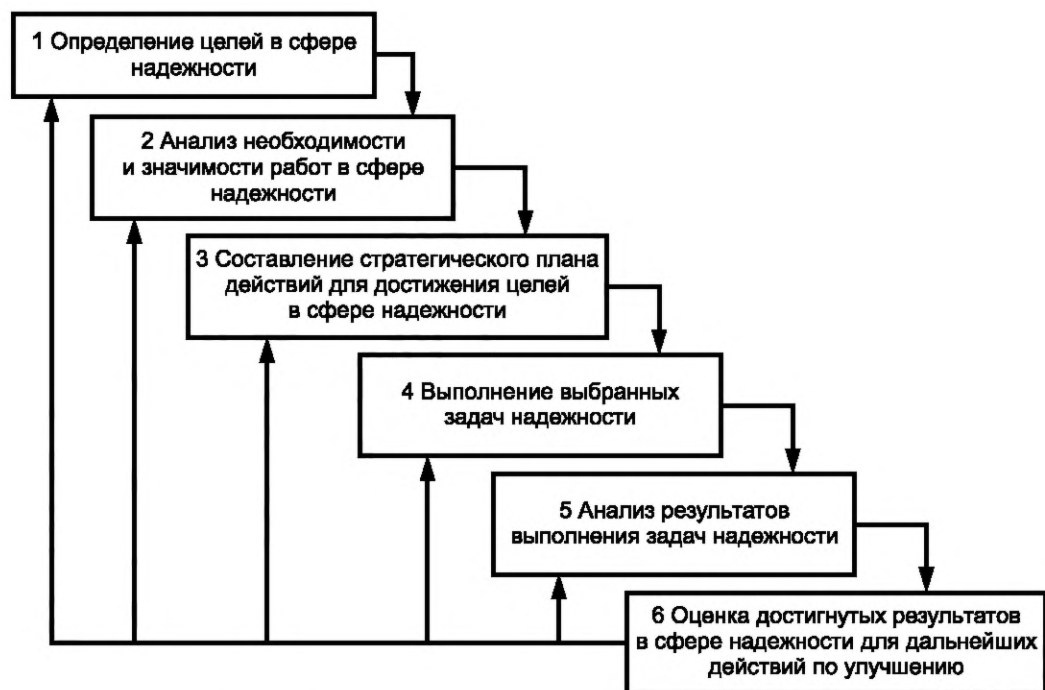 1 Определение целей в сфере
надежности
2 Анализ необходимости
и значимости работ в сфере
надежности
3 Составление стратегического плана
действий для достижения целей
в сфере надежности
4 Выполнение выбранных
задач надежности
5 Анализ результатов
выполнения задач надежности
6 Оценка достигнутых результатов
в сфере надежности для дальнейших
действий по улучшению